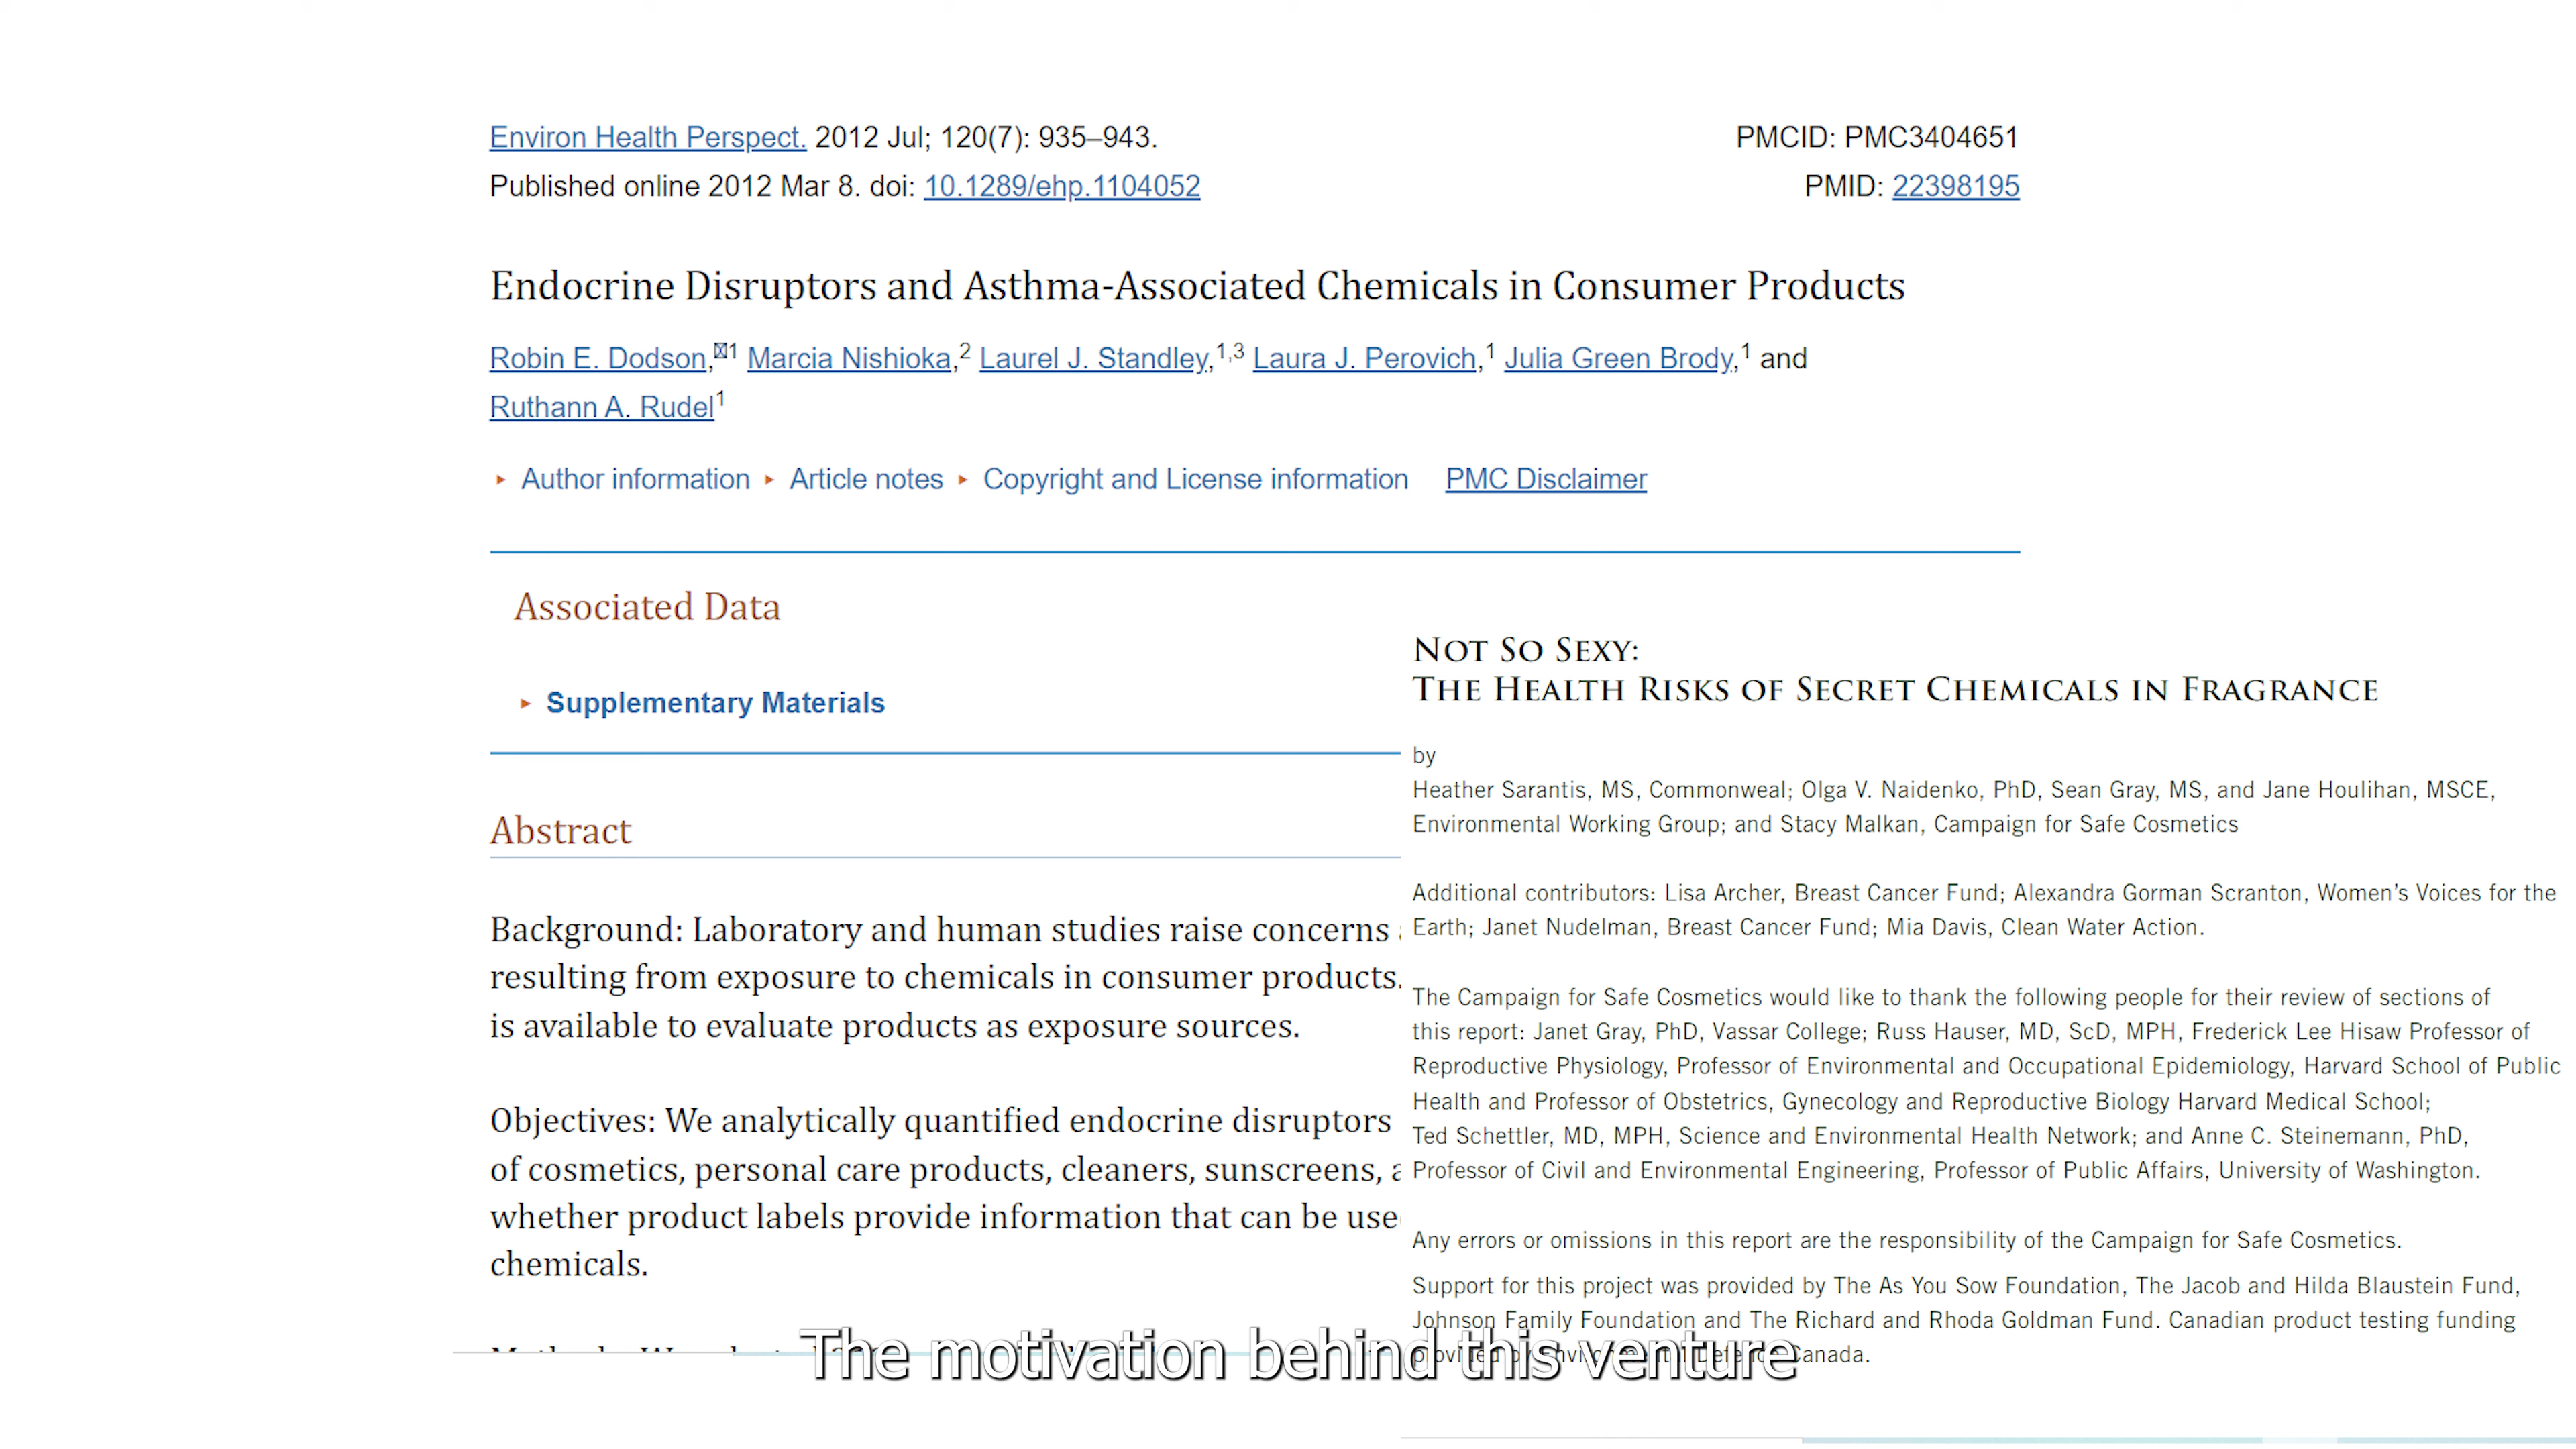 Environ Health Perspect. 2012 Jul; 120(7): 935–943.
PMCID: PMC3404651
Published online 2012 Mar 8. doi: 10.1289/ehp.1104052
PMID: 22398195
Endocrine Disruptors and Asthma-Associated Chemicals in Consumer Products
Robin E. Dodson,1 Marcia Nishioka,2 Laurel J. Standley,1,3 Laura J. Perovich,1 Julia Green Brody,1 and
Ruthann A. Rudel1
▸ Author information ▸ Article notes ▸ Copyright and License information PMC Disclaimer
Associated Data
▸ Supplementary Materials
Abstract
Background: Laboratory and human studies raise concerns
resulting from exposure to chemicals in consumer products.
is available to evaluate products as exposure sources.
Objectives: We analytically quantified endocrine disruptors
of cosmetics, personal care products, cleaners, sunscreens,
whether product labels provide information that can be
chemicals.
NOT SO SEXY:
THE HEALTH RISKS OF SECRET CHEMICALS IN FRAGRANCE
by
Heather Sarantis, MS, Commonweal; Olga V. Naidenko, PhD, Sean Gray, MS, and Jane Houlihan, MSCE,
Environmental Working Group; and Stacy Malkan, Campaign for Safe Cosmetics
Additional contributors: Lisa Archer, Breast Cancer Fund; Alexandra Gorman Scranton, Women's Voices for the
Earth; Janet Nudelman, Breast Cancer Fund; Mia Davis, Clean Water Action.
The Campaign for Safe Cosmetics would like to thank the following people for their review of sections of
this report: Janet Gray, PhD, Vassar College; Russ Hauser, MD, ScD, MPH, Frederick Lee Hisaw Professor of
Reproductive Physiology, Professor of Environmental and Occupational Epidemiology, Harvard School of Public
Health and Professor of Obstetrics, Gynecology and Reproductive Biology Harvard Medical School;
Ted Schettler, MD, MPH, Science and Environmental Health Network; and Anne C. Steinemann, PhD,
Professor of Civil and Environmental Engineering, Professor of Public Affairs, University of Washington.
Any errors or omissions in this report are the responsibility of the Campaign for Safe Cosmetics.
Support for this project was provided by The As You Sow Foundation, The Jacob and Hilda Blaustein Fund,
Johnson Family Foundation and The Richard and Rhoda Goldman Fund. Canadian product testing funding
Canada.
The motivation behind this venture